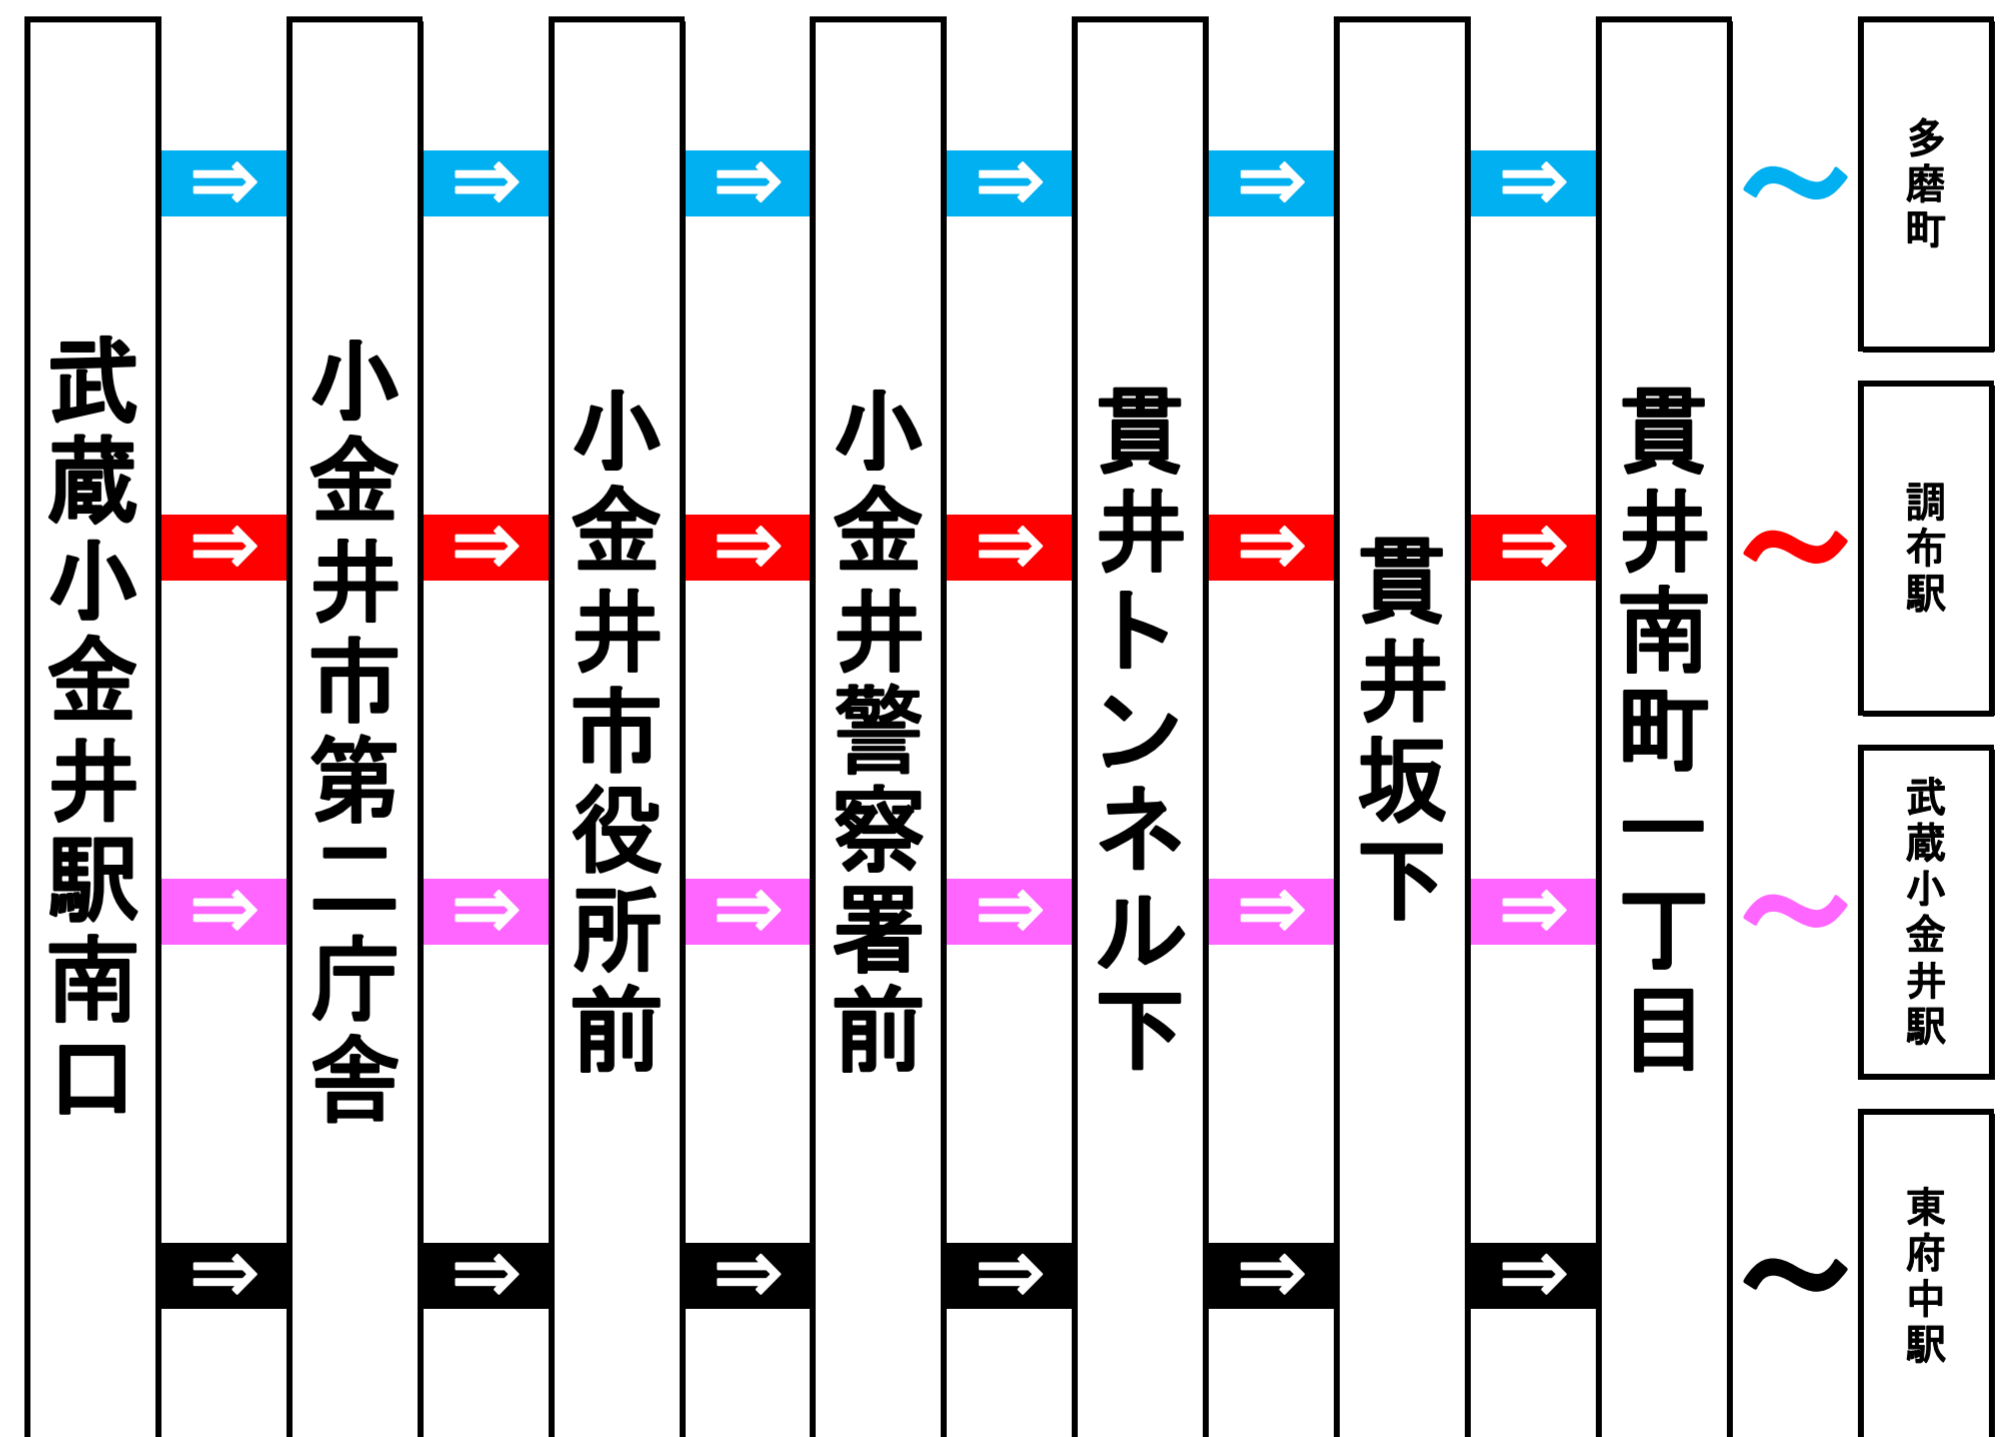 武蔵小金井駅南口
⇒
小金井市第二庁舎
⇒
小金井市役所前
⇒
小金井警察署前
⇒
貫井トンネル下
⇒
貫井坂下
⇒
貫井南町一丁目
～
多磨町
⇒
⇒
⇒
⇒
⇒
⇒
～
調布駅
⇒
⇒
⇒
⇒
⇒
⇒
～
武蔵小金井駅
⇒
⇒
⇒
⇒
⇒
⇒
～
東府中駅